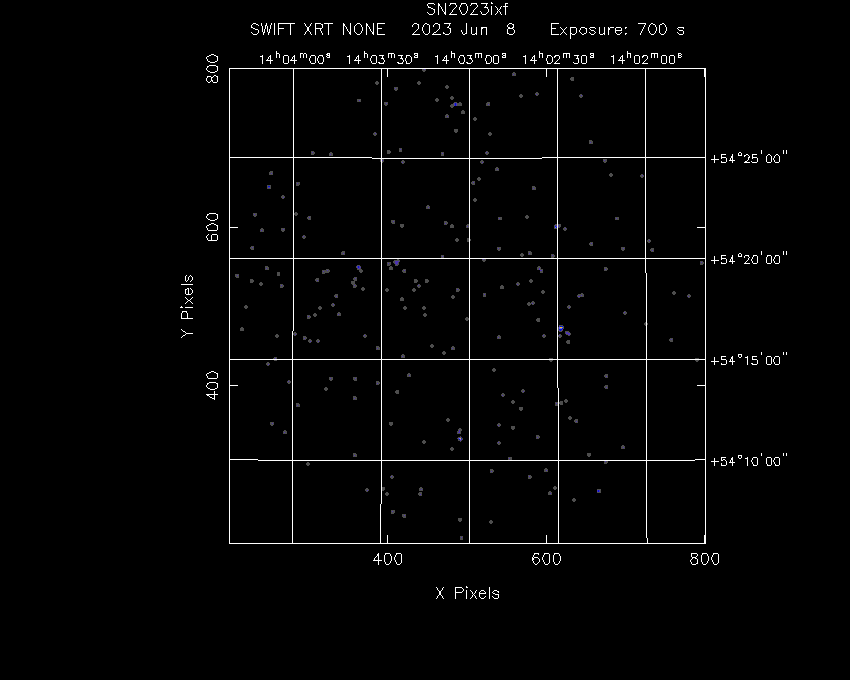 SN2023ixf
SWIFT XRT NONE 2023 Jun 8 Exposure: 700 s
14h04m00s 14h03m30s 14h03m00s 14h02m30s 14h02m00s
800
+54°25'00"
600
+54°20'00"
Y Pixels
+54°15'00"
400
+54°10'00"
400 600 800
X Pixels